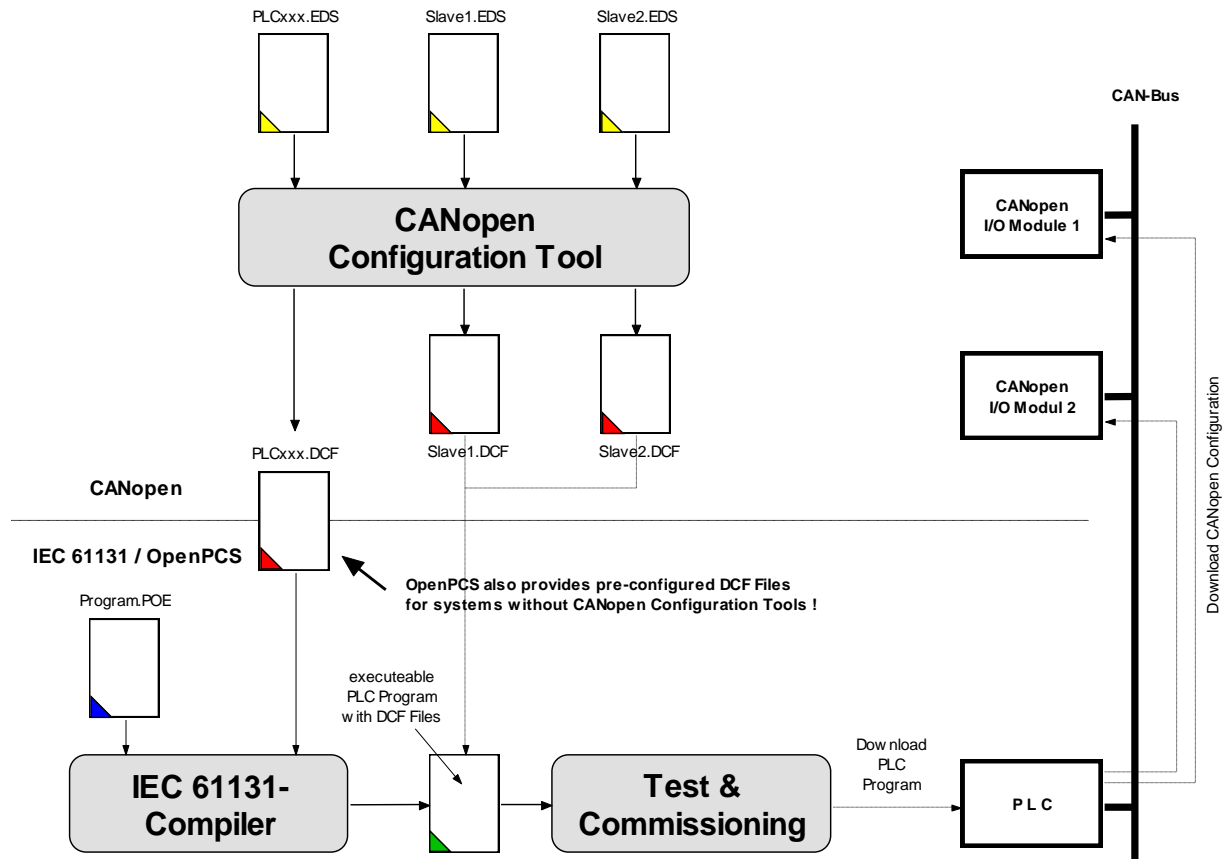 PLCxxx.EDS
Slave1.EDS
Slave2.EDS
CAN-Bus
CANopen
Configuration Tool
CANopen
I/O Module 1
CANopen
I/O Modul 2
Download CANopen Configuration
PLCxxx.DCF
Slave1.DCF
Slave2.DCF
CANopen
IEC 61131 / OpenPCS
OpenPCS also provides pre-configured DCF Files
for systems without CANopen Configuration Tools !
Program.POE
executeable
PLC Program
with DCF Files
IEC 61131-
Compiler
Test &
Commissioning
Download
PLC
Program
PLC